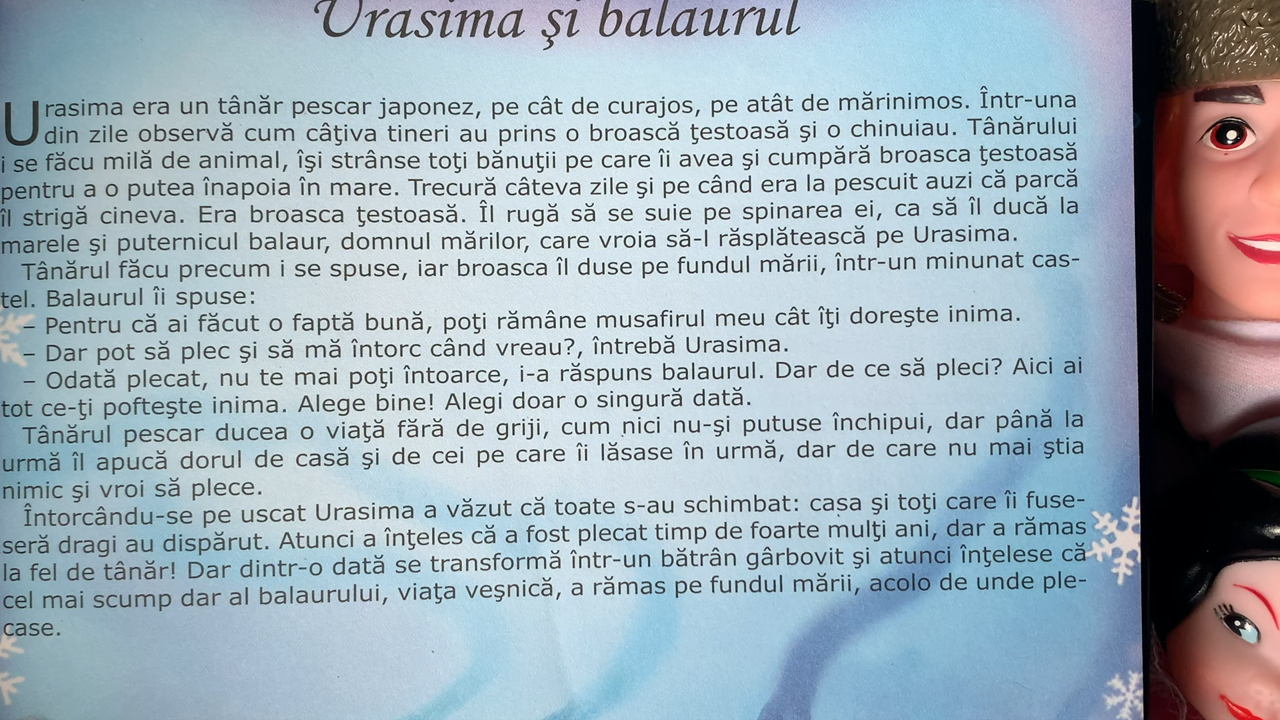 Urasima şi balaurul
Urasima era un tânăr pescar japonez, pe cât de curajos, pe atât de mărinimos. Într-una
din zile observă cum câţiva tineri au prins o broască ţestoasă şi o chinuiau. Tânărului
i se făcu milă de animal, îşi strânse toţi bănuţii pe care îi avea şi cumpără broasca ţestoasă
pentru a o putea înapoia în mare. Trecură câteva zile şi pe când era la pescuit auzi că parcă
îl strigă cineva. Era broasca ţestoasă. Îl rugă să se suie pe spinarea ei, ca să îl ducă la
marele şi puternicul balaur, domnul mărilor, care vroia să-l răsplătească pe Urasima.
Tânărul făcu precum i se spuse, iar broasca îl duse pe fundul mării, într-un minunat cas-
tel. Balaurul îi spuse:
– Pentru că ai făcut o faptă bună, poţi rămâne musafirul meu cât îţi doreşte inima.
– Dar pot să plec şi să mă întorc când vreau?, întrebă Urasima.
– Odată plecat, nu te mai poţi întoarce, i-a răspuns balaurul. Dar de ce să pleci? Aici ai
tot ce-ţi pofteşte inima. Alege bine! Alegi doar o singură dată.
Tânărul pescar ducea o viaţă fără de griji, cum nici nu-şi putuse închipui, dar până la
urmă îl apucă dorul de casă şi de cei pe care îi lăsase în urmă, dar de care nu mai ştia
nimic şi vroi să plece.
Întorcându-se pe uscat Urasima a văzut că toate s-au schimbat: casa şi toţi care îi fuse-
seră dragi au dispărut. Atunci a înţeles că a fost plecat timp de foarte mulţi ani, dar a rămas
la fel de tânăr! Dar dintr-o dată se transformă într-un bătrân gârbovit şi atunci înţelese că
cel mai scump dar al balaurului, viaţa veşnică, a rămas pe fundul mării, acolo de unde ple-
case.